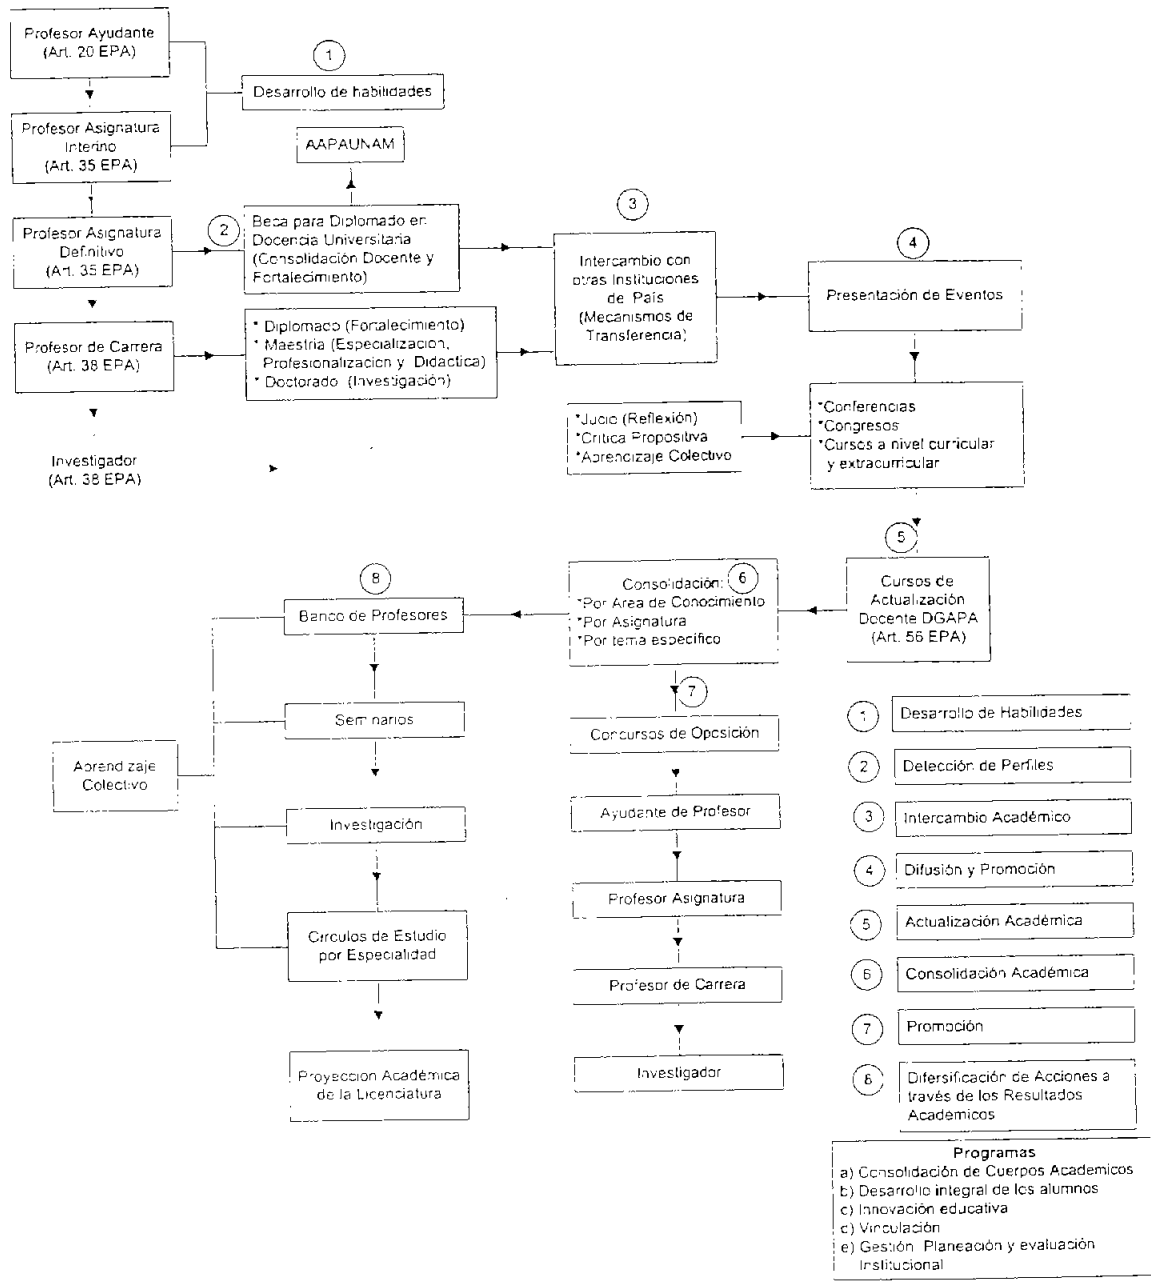 Profesor Ayudante
(Art. 20 EPA)
1
Desarrollo de habilidades
Profesor Asignatura
Interino
(Art. 35 EPA)
AAPAUNAM
Profesor Asignatura
Definitivo
(Art. 35 EPA)
2
Beca para Diplomado en
Docencia Universitaria
(Consolidación Docente y
Fortalecimiento)
3
Intercambio con
otras Instituciones
de País
(Mecanismos de
Transferencia)
4
Presentación de Eventos
Profesor de Carrera
(Art. 38 EPA)
* Diplomado (Fortalecimiento)
* Maestría (Especialización,
Profesionalización y Didáctica)
* Doctorado (Investigación)
Investigador
(Art. 38 EPA)
*Juicio (Reflexión)
*Crítica Propositiva
*Aprendizaje Colectivo
*Conferencias
*Congresos
*Cursos a nivel curricular
y extracurricular
5
Cursos de
Actualización
Docente DGAPA
(Art. 56 EPA)
6
Consolidación:
*Por Area de Conocimiento
*Por Asignatura
*Por tema específico
8
Banco de Profesores
Seminarios
Investigación
Círculos de Estudio
por Especialidad
Proyección Académica
de la Licenciatura
Aprendizaje
Colectivo
7
Concursos de Oposición
Ayudante de Profesor
Profesor Asignatura
Profesor de Carrera
Investigador
1 Desarrollo de Habilidades
2 Detección de Perfiles
3 Intercambio Académico
4 Difusión y Promoción
5 Actualización Académica
6 Consolidación Académica
7 Promoción
8 Difersificación de Acciones a
través de los Resultados
Académicos
Programas
a) Consolidación de Cuerpos Academicos
b) Desarrollo integral de los alumnos
c) Innovación educativa
d) Vinculación
e) Gestión Planeación y evaluación
Institucional